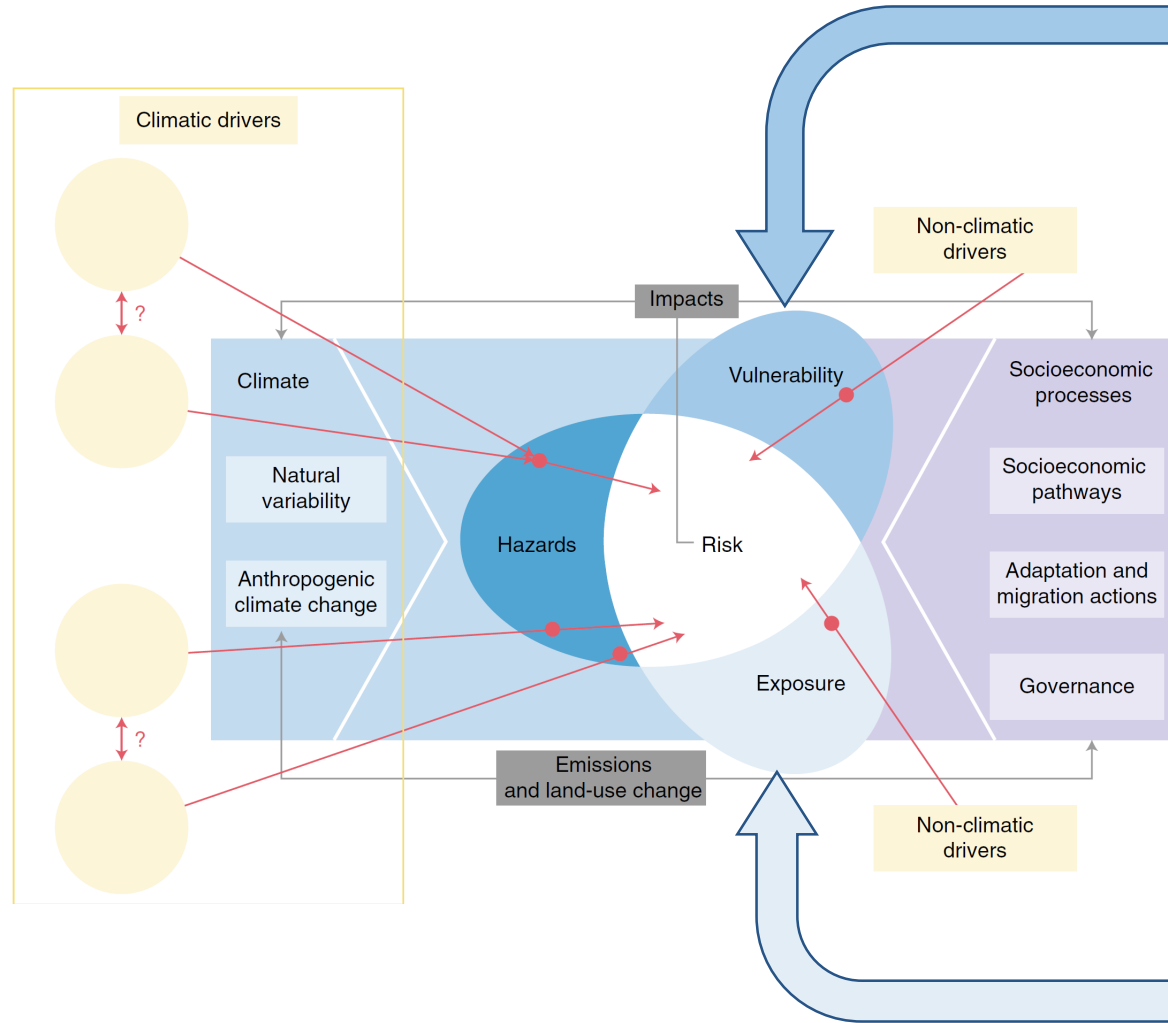 Climatic drivers
?
?
Climate
Natural
variability
Anthropogenic
climate change
Impacts
Hazards
Vulnerability
Risk
Exposure
Emissions
and land-use change
Non-climatic
drivers
Socioeconomic
processes
Socioeconomic
pathways
Adaptation and
migration actions
Governance
Non-climatic
drivers